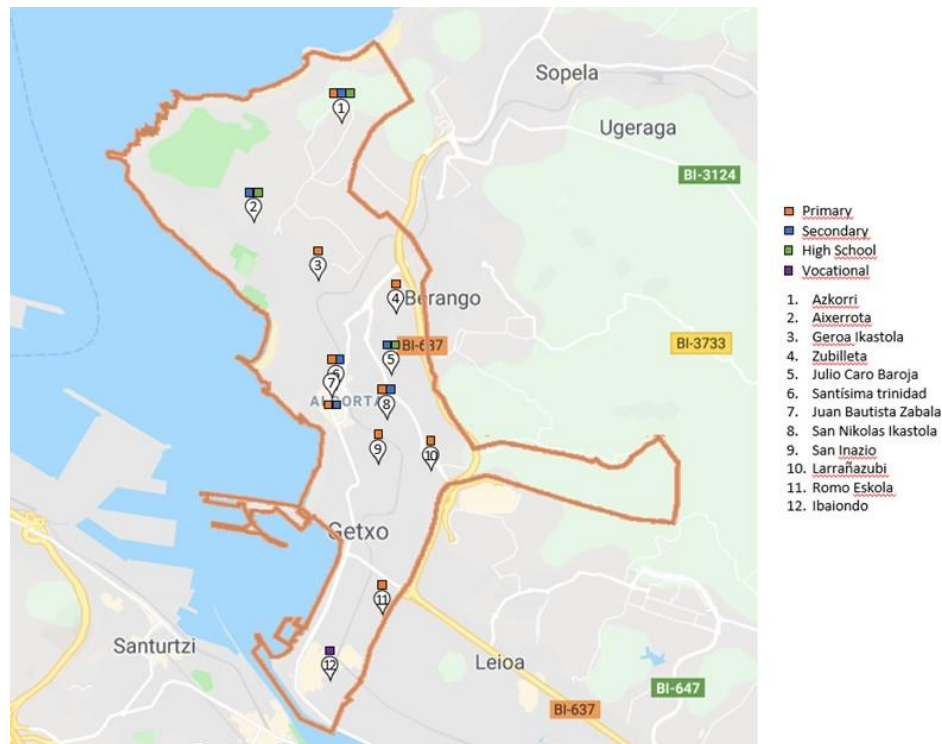 Sopela
Ugeraga
BI-3124
1
2
3
4
Berango
BI-637
BI-3733
5
6
7
ALGORTA
8
9
10
Getxo
11
Santurtzi
12
Leioa
BI-647
BI-637
Primary
Secondary
High School
Vocational
1. Azkorri
2. Aixerrota
3. Geroa Ikastola
4. Zubilleta
5. Julio Caro Baroja
6. Santísima trinidad
7. Juan Bautista Zabala
8. San Nikolas Ikastola
9. San Inazio
10. Larrañazubi
11. Romo Eskola
12. Ibaiondo